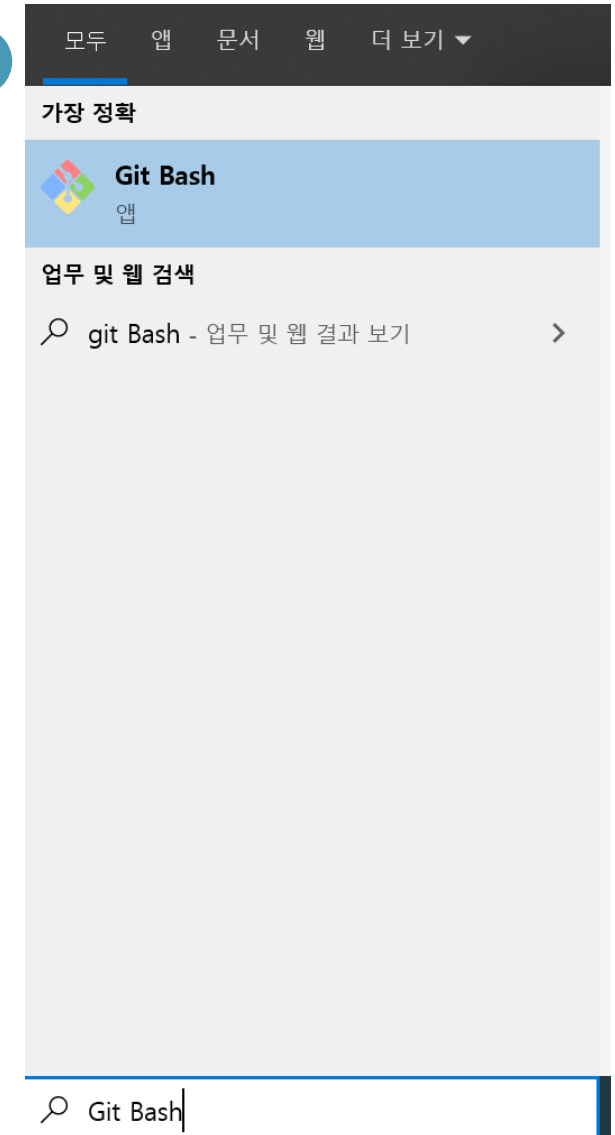 모두 앱 문서 웹 더 보기
가장 정확
Git Bash
앱
업무 및 웹 검색
git Bash - 업무 및 웹 결과 보기
Git Bash